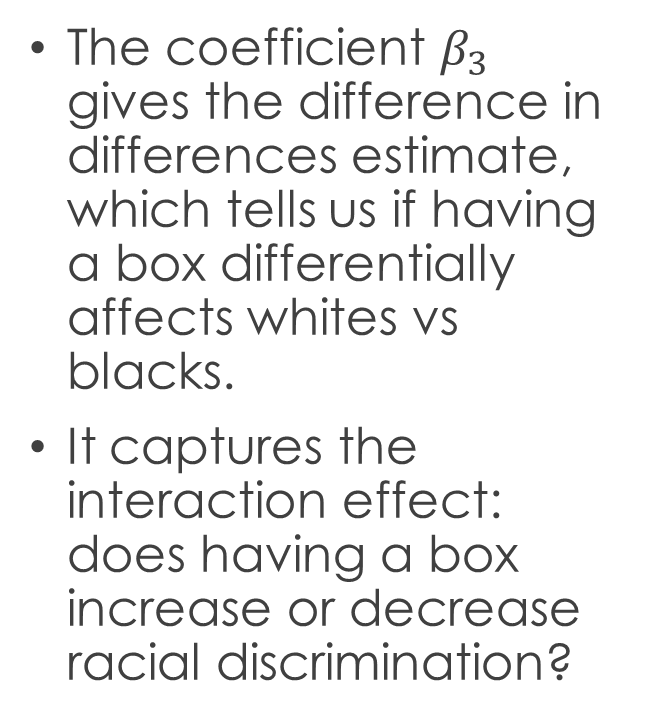 • The coefficient β₃
gives the difference in
differences estimate,
which tells us if having
a box differentially
affects whites vs
blacks.
• It captures the
interaction effect:
does having a box
increase or decrease
racial discrimination?